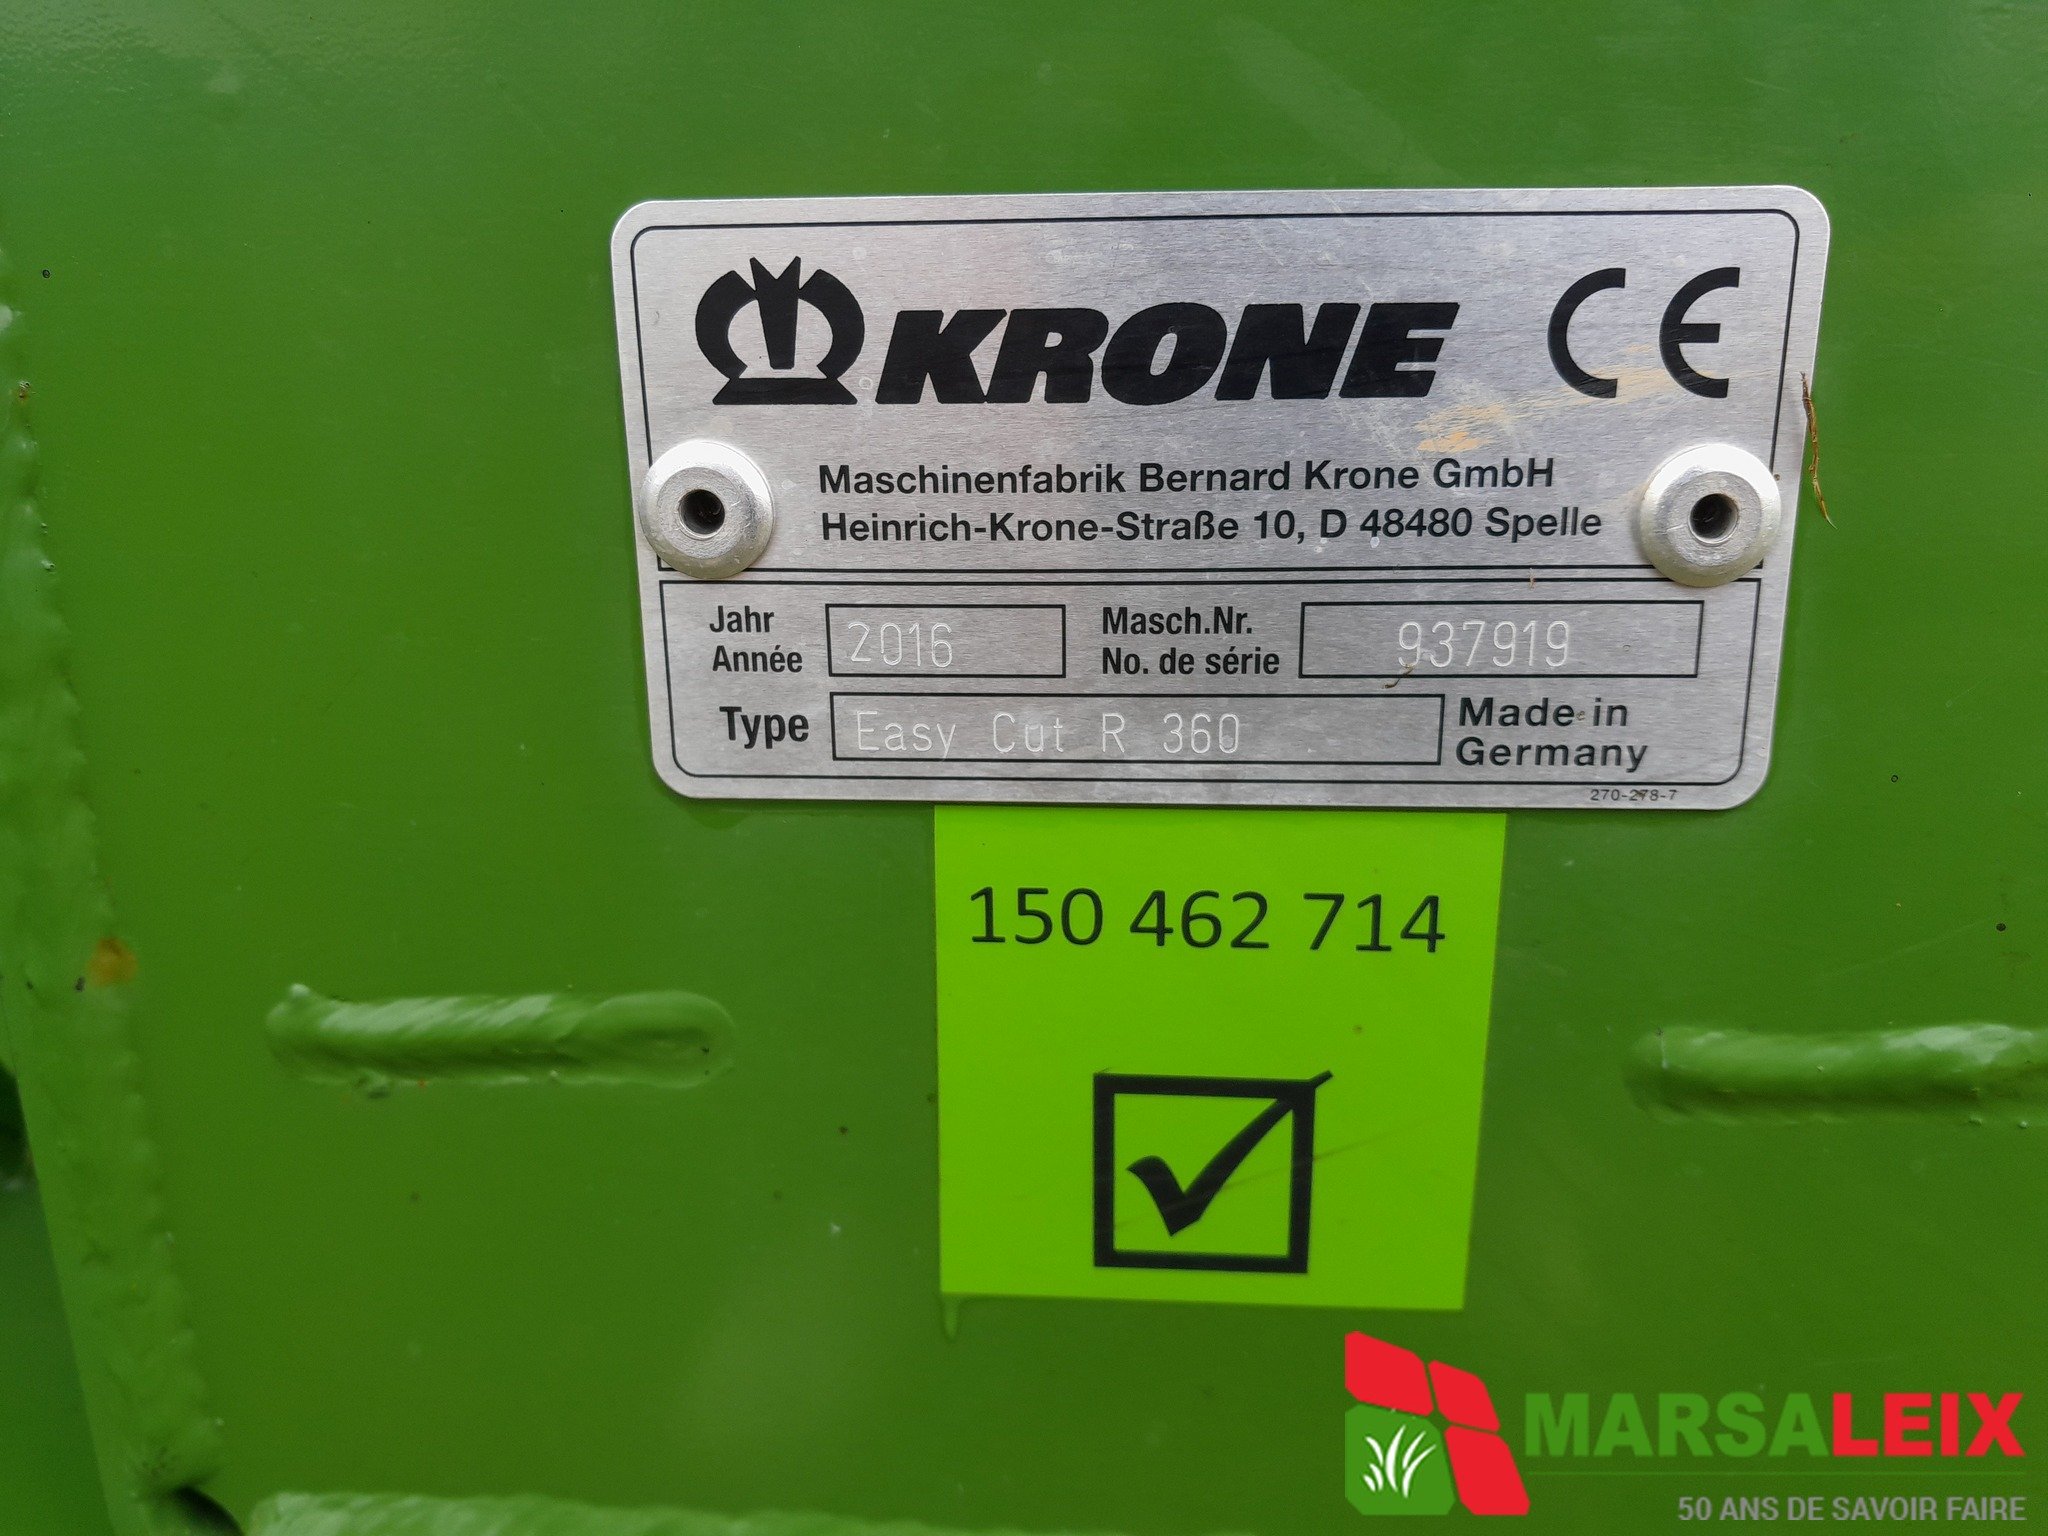 KRONE CE
Maschinenfabrik Bernard Krone GmbH
Heinrich-Krone-Straße 10, D 48480 Spelle
Jahr
Année
2016
Masch.Nr.
No. de série
937919
Type
Easy Cut R 360
Made in
Germany
270-278-7
150 462 714
MARSALEIX
50 ANS DE SAVOIR FAIRE